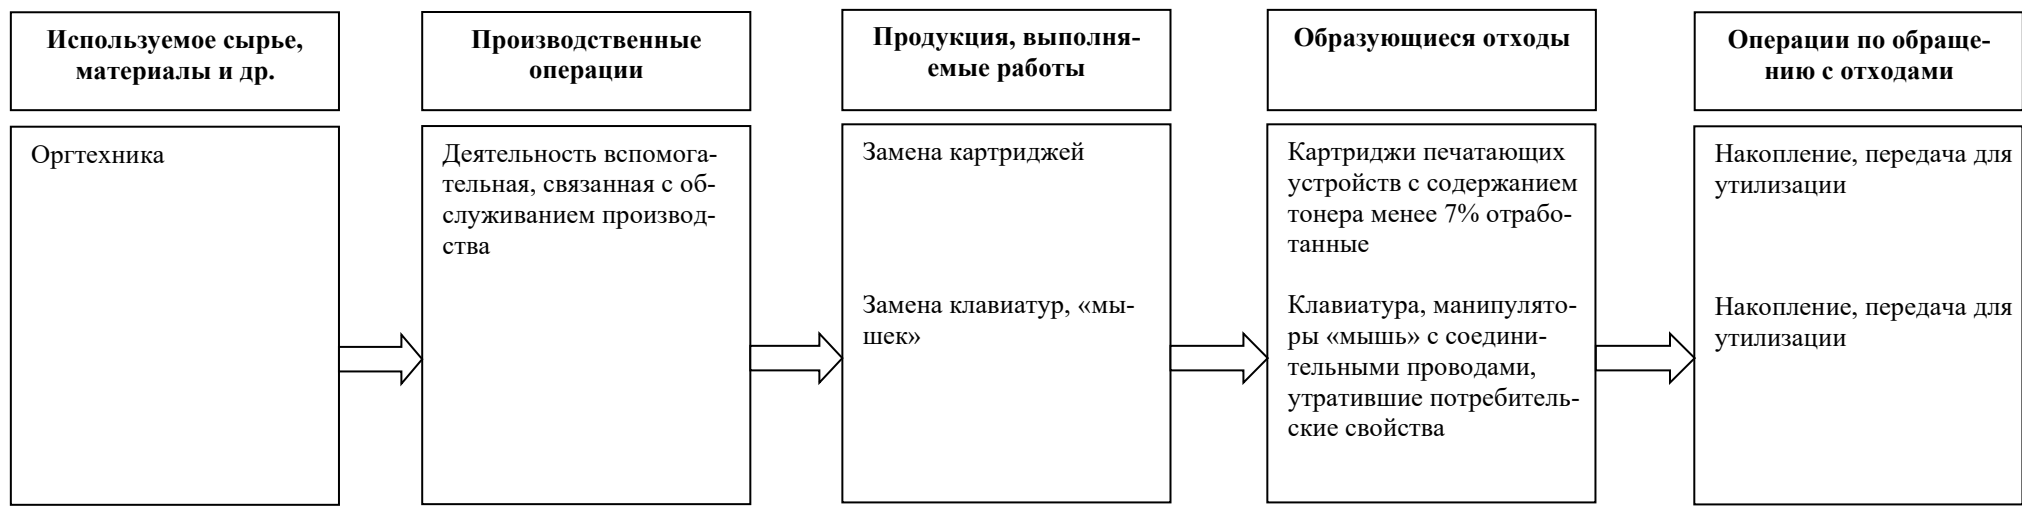 Используемое сырье,
материалы и др.
Производственные
операции
Продукция, выполня-
емые работы
Образующиеся отходы
Операции по обраще-
нию с отходами
Оргтехника
Деятельность вспомога-
тельная, связанная с об-
служиванием производ-
ства
Замена картриджей
Замена клавиатур, «мы-
шек»
Картриджи печатающих
устройств с содержанием
тонера менее 7% отрабо-
танные
Клавиатура, манипулято-
ры «мышь» с соедини-
тельными проводами,
утратившие потребитель-
ские свойства
Накопление, передача для
утилизации
Накопление, передача для
утилизации